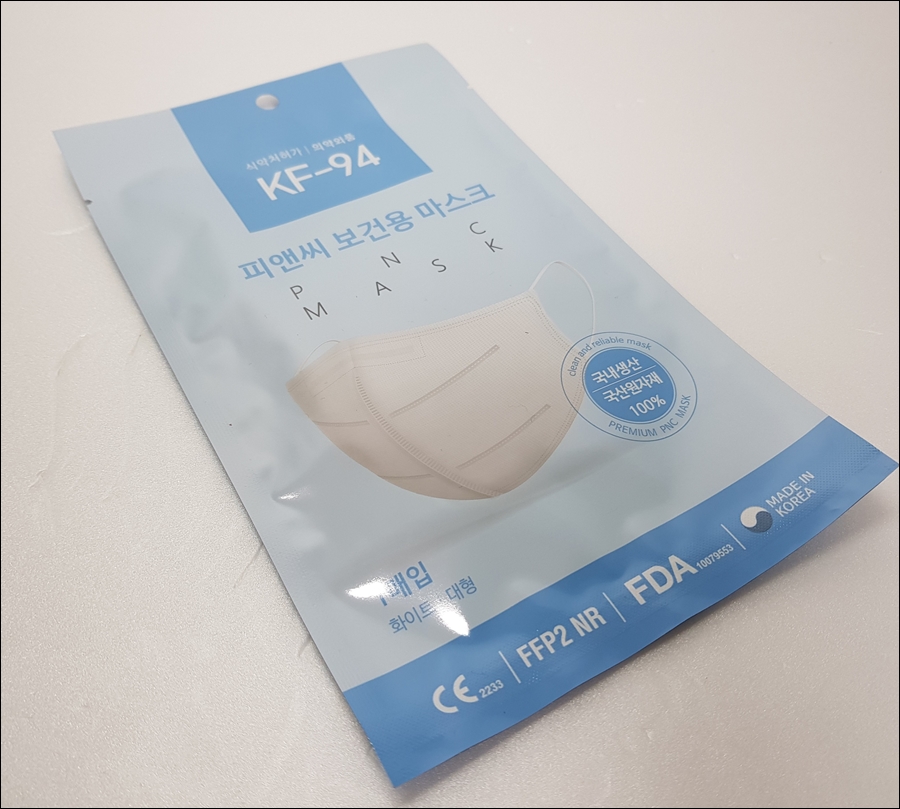 식약처허가 | 의약외품
KF-94
피앤씨 보건용 마스크
P N C
M A S K
clean and reliable mask
국내생산
국산원자재
100%
PREMIUM PNC MASK
매입
화이트 대형
CE 2233 | FFP2 NR | FDA 10079553 | MADE IN
KOREA